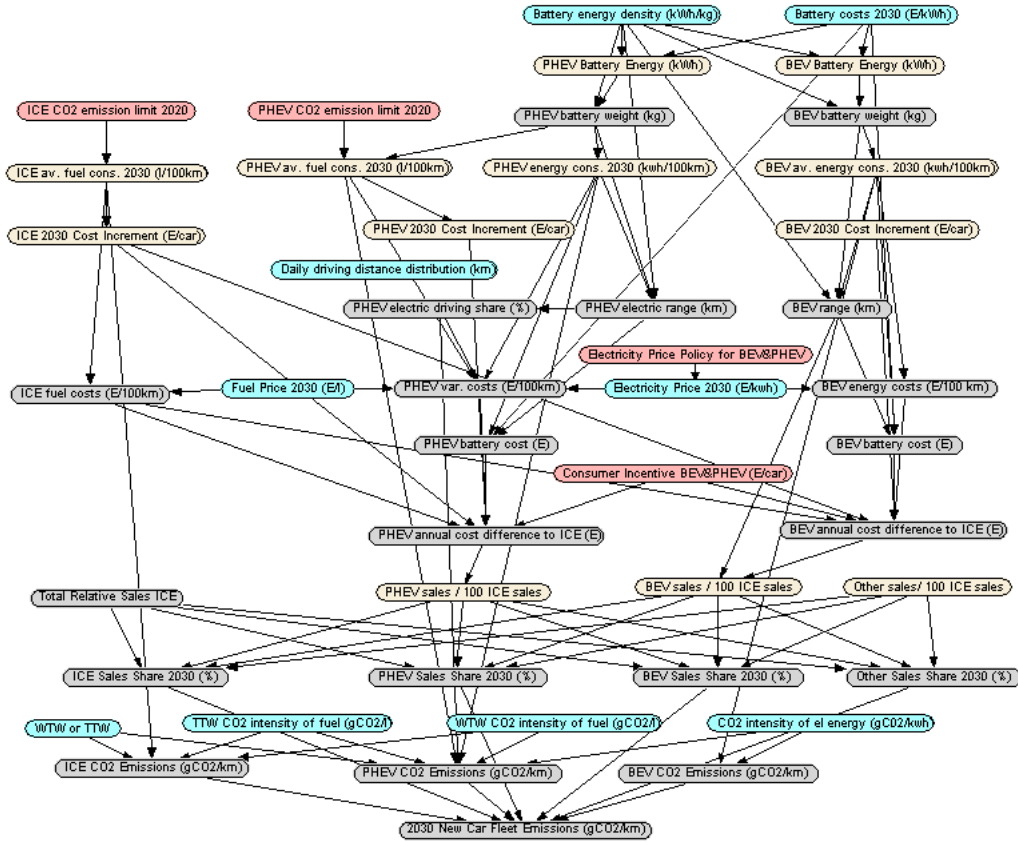 Battery energy density (kWh/kg)
Battery costs 2030 (E/kWh)
PHEV Battery Energy (kWh)
BEV Battery Energy (kWh)
ICE CO2 emission limit 2020
PHEV CO2 emission limit 2020
PHEV battery weight (kg)
BEV battery weight (kg)
ICE av. fuel cons. 2030 (l/100km)
PHEV av. fuel cons. 2030 (l/100km)
PHEV energy cons. 2030 (kwh/100km)
BEV av. energy cons. 2030 (kwh/100km)
ICE 2030 Cost Increment (E/car)
PHEV 2030 Cost Increment (E/car)
BEV 2030 Cost Increment (E/car)
Daily driving distance distribution (km)
PHEV electric driving share (%)
PHEV electric range (km)
BEV range (km)
Electricity Price Policy for BEV&PHEV
ICE fuel costs (E/100km)
Fuel Price 2030 (E/l)
PHEV var. costs (E/100km)
Electricity Price 2030 (E/kwh)
BEV energy costs (E/100 km)
PHEV battery cost (E)
BEV battery cost (E)
Consumer Incentive BEV&PHEV (E/car)
PHEV annual cost difference to ICE (E)
BEV annual cost difference to ICE (E)
Total Relative Sales ICE
PHEV sales / 100 ICE sales
BEV sales / 100 ICE sales
Other sales/ 100 ICE sales
ICE Sales Share 2030 (%)
PHEV Sales Share 2030 (%)
BEV Sales Share 2030 (%)
Other Sales Share 2030 (%)
WTW or TTW
TTW CO2 intensity of fuel (gCO2/l)
WTW CO2 intensity of fuel (gCO2/l)
CO2 intensity of el energy (gC02/kwh)
ICE CO2 Emissions (gCO2/km)
PHEV CO2 Emissions (gCO2/km)
BEV CO2 Emissions (gCO2/km)
2030 New Car Fleet Emissions (gCO2/km)